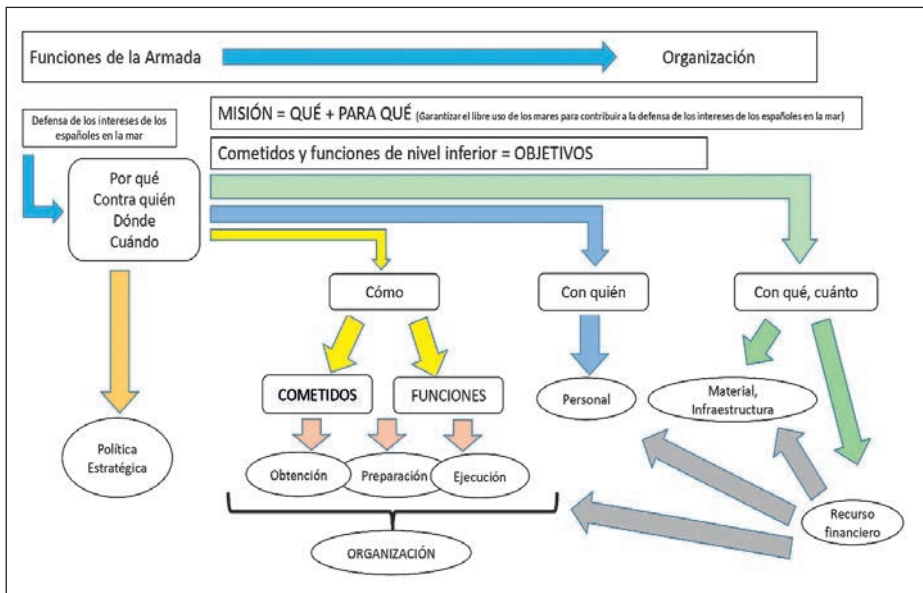 Funciones de la Armada
Organización
Defensa de los intereses de los
españoles en la mar
MISIÓN = QUÉ + PARA QUÉ (Garantizar el libre uso de los mares para contribuir a la defensa de los intereses de los españoles en la mar)
Cometidos y funciones de nivel inferior = OBJETIVOS
Por qué
Contra quién
Dónde
Cuándo
Cómo
Con quién
Con qué, cuánto
COMETIDOS
FUNCIONES
Personal
Material,
Infraestructura
Política
Estratégica
Obtención
Preparación
Ejecución
Recurso
financiero
ORGANIZACIÓN